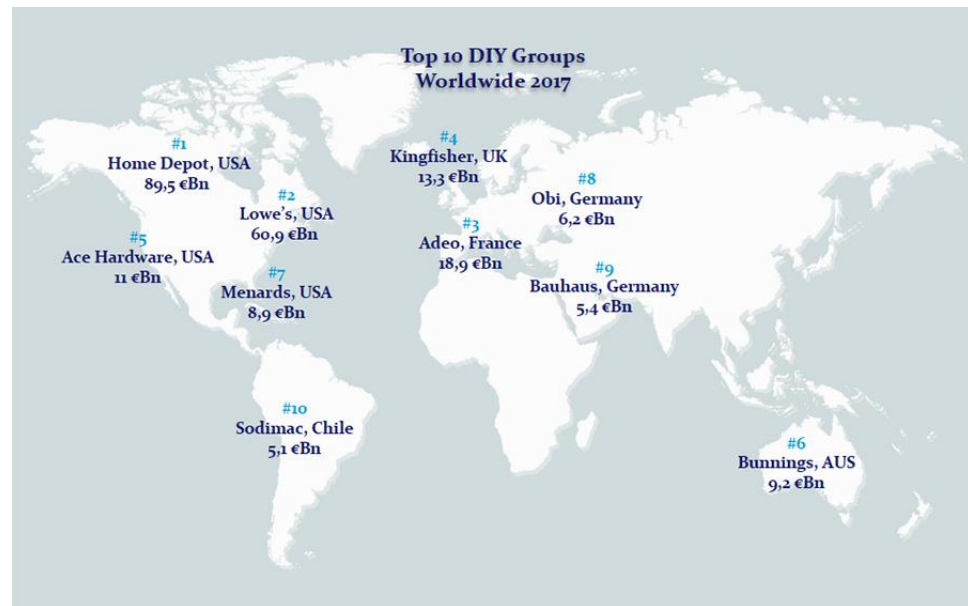 Top 10 DIY Groups
Worldwide 2017
#1
Home Depot, USA
89,5 €Bn
#2
Lowe's, USA
60,9 €Bn
#5
Ace Hardware, USA
11 €Bn
#7
Menards, USA
8,9 €Bn
#4
Kingfisher, UK
13,3 €Bn
#3
Adeo, France
18,9 €Bn
#8
Obi, Germany
6,2 €Bn
#9
Bauhaus, Germany
5,4 €Bn
#10
Sodimac, Chile
5,1 €Bn
#6
Bunnings, AUS
9,2 €Bn